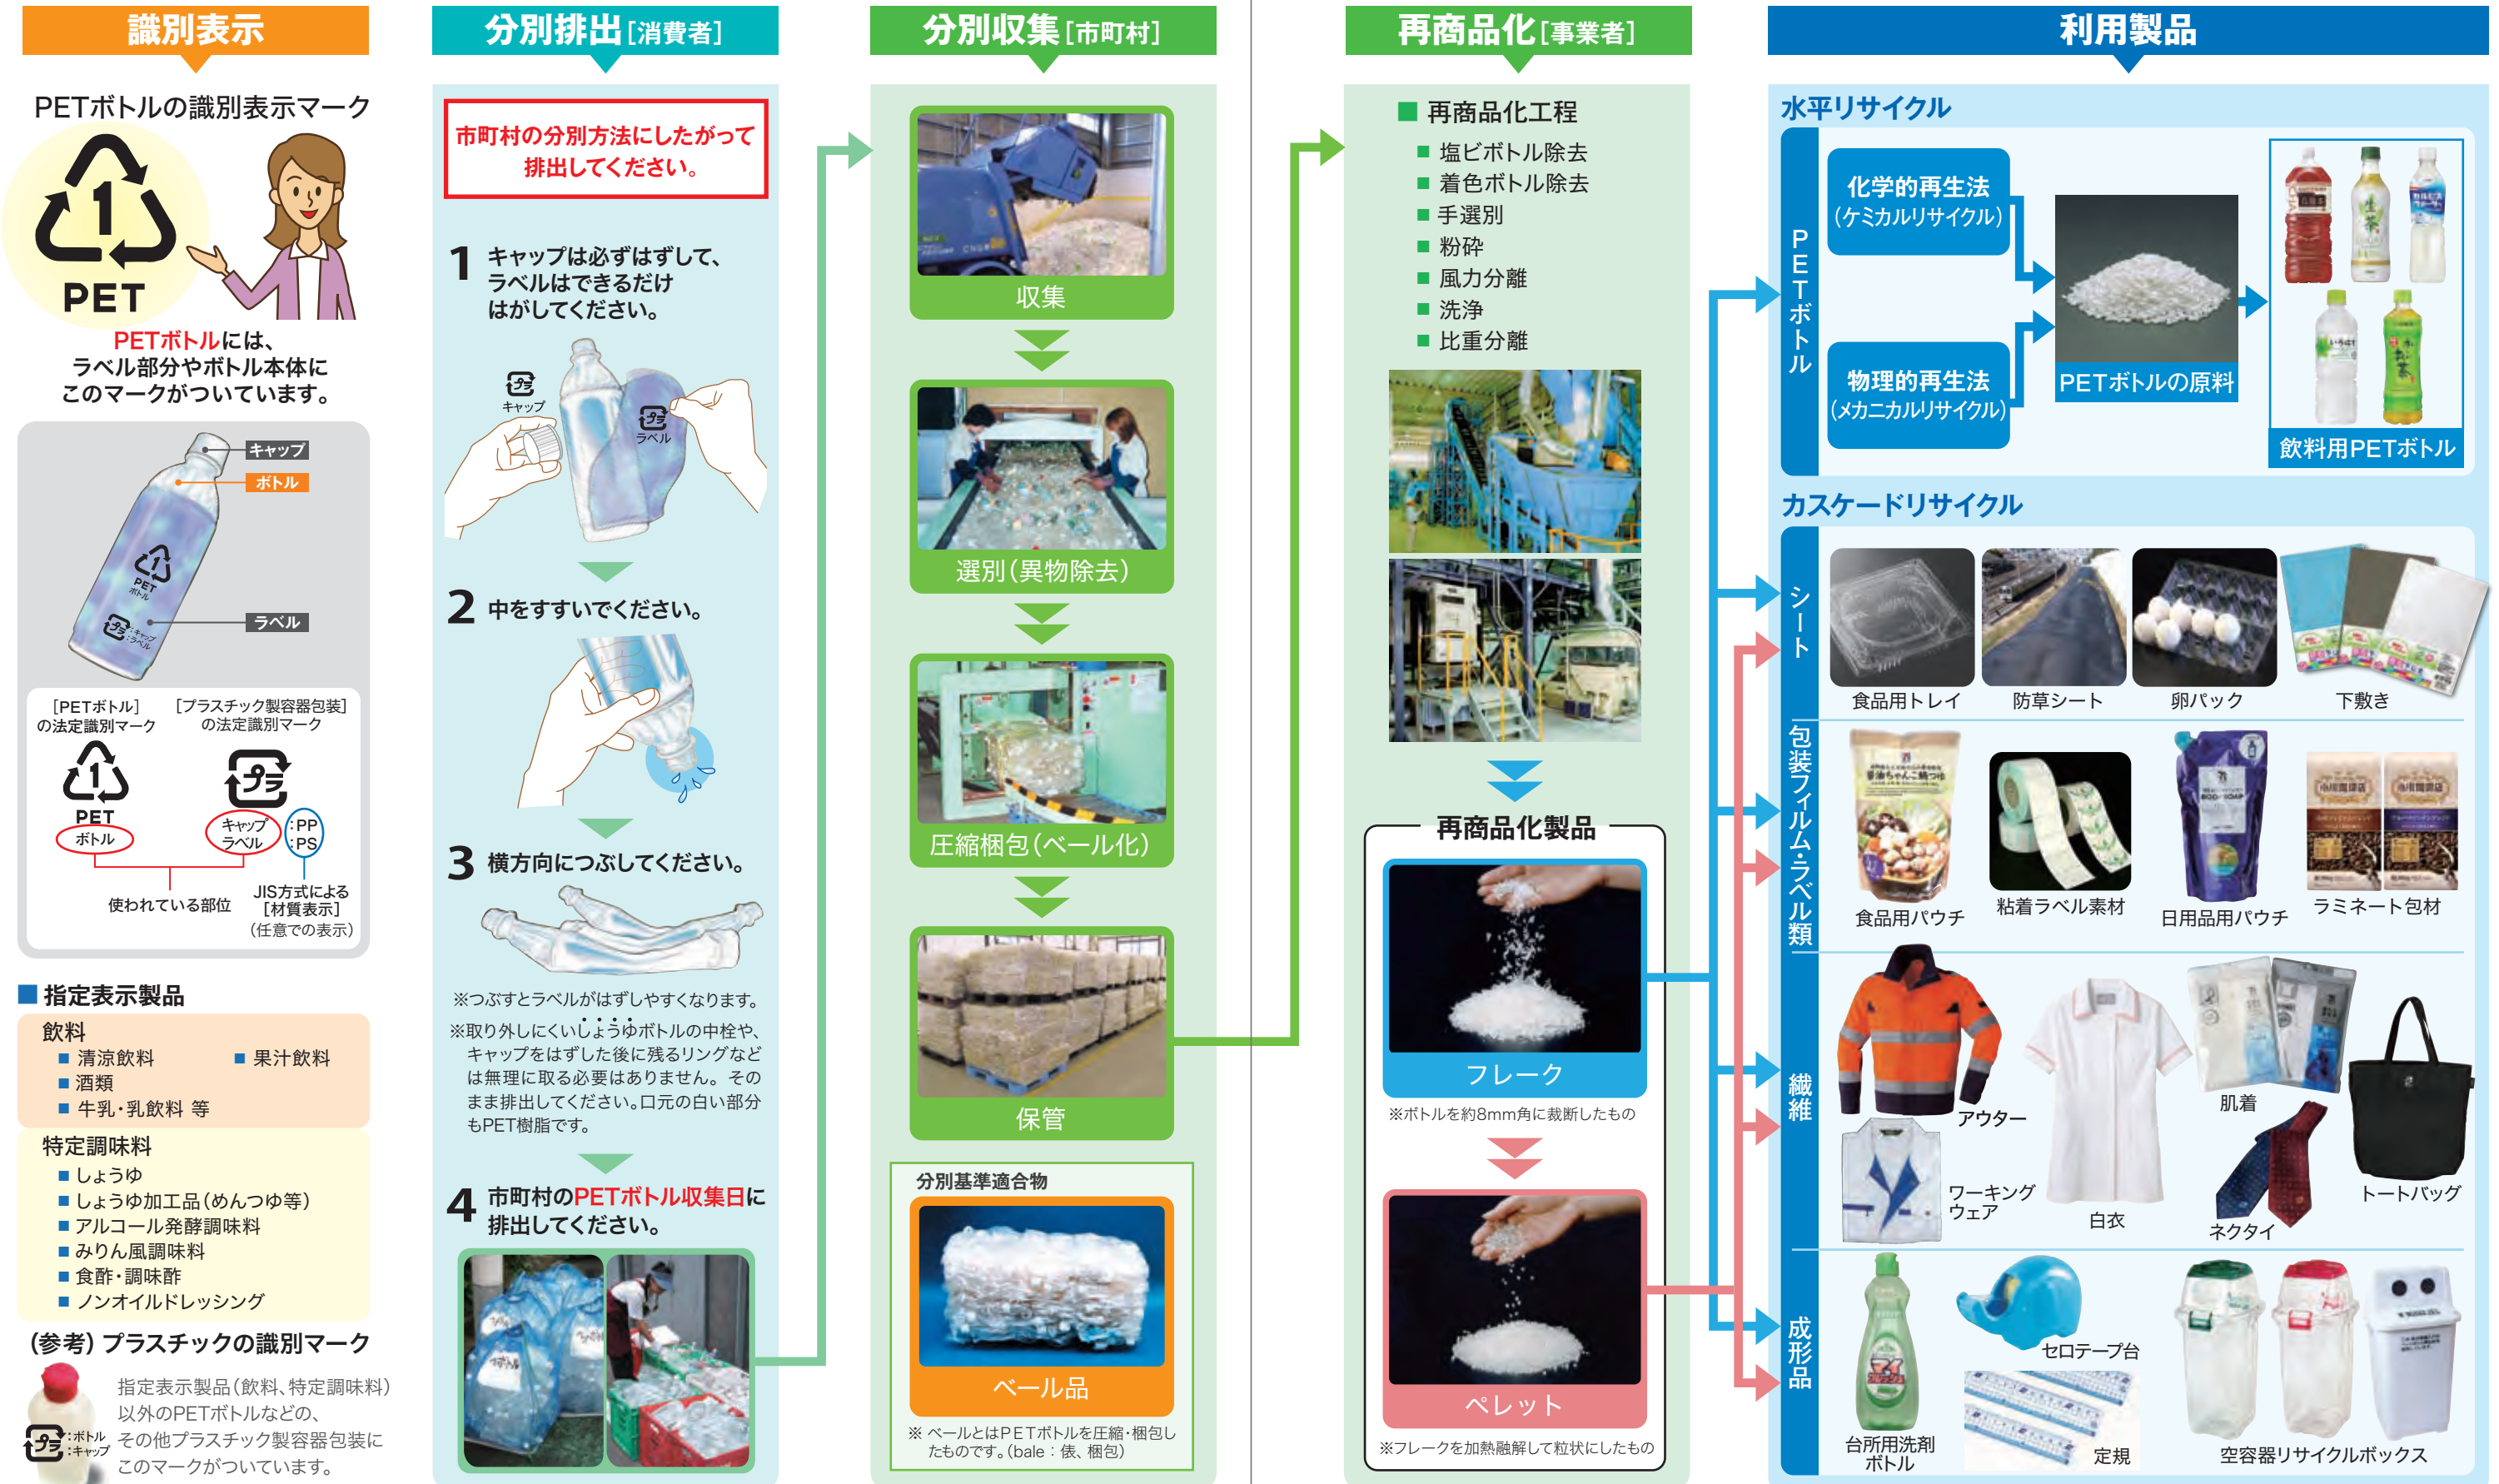 識別表示
PETボトルの識別表示マーク
1
PET
PETボトルには、
ラベル部分やボトル本体に
このマークがついています。
キャップ
ボトル
ラベル
1
PET
ボトル
プラ
:キャップ
:ラベル
[PETボトル]
の法定識別マーク
[プラスチック製容器包装]
の法定識別マーク
1
PET
ボトル
プラ
キャップ
ラベル
:PP
:PS
使われている部位
JIS方式による
[材質表示]
(任意での表示)
指定表示製品
飲料
清涼飲料
果汁飲料
酒類
牛乳・乳飲料 等
特定調味料
しょうゆ
しょうゆ加工品(めんつゆ等)
アルコール発酵調味料
みりん風調味料
食酢・調味酢
ノンオイルドレッシング
(参考)プラスチックの識別マーク
プラ
:ボトル
:キャップ
指定表示製品(飲料、特定調味料)
以外のPETボトルなどの、
その他プラスチック製容器包装に
このマークがついています。
分別排出[消費者]
市町村の分別方法にしたがって
排出してください。
1
キャップは必ずはずして、
ラベルはできるだけ
はがしてください。
プラ
キャップ
プラ
ラベル
2 中をすすいでください。
3 横方向につぶしてください。
※つぶすとラベルがはずしやすくなります。
※取り外しにくいしょうゆボトルの中栓や、
キャップをはずした後に残るリングなど
は無理に取る必要はありません。その
まま排出してください。口元の白い部分
もPET樹脂です。
4
市町村のPETボトル収集日に
排出してください。
分別収集[市町村]
収集
選別(異物除去)
圧縮梱包(ベール化)
保管
分別基準適合物
ベール品
※ ベールとはPETボトルを圧縮・梱包し
たものです。(bale:俵、梱包)
再商品化[事業者]
再商品化工程
塩ビボトル除去
着色ボトル除去
手選別
粉砕
風力分離
洗浄
比重分離
再商品化製品
フレーク
※ボトルを約8mm角に裁断したもの
ペレット
※フレークを加熱融解して粒状にしたもの
利用製品
水平リサイクル
PETボトル
化学的再生法
(ケミカルリサイクル)
物理的再生法
(メカニカルリサイクル)
PETボトルの原料
生茶
カルピス
いろはす
お〜いお茶
飲料用PETボトル
カスケードリサイクル
シート
食品用トレイ
防草シート
卵パック
下敷き
包装フィルム・ラベル類
食品用パウチ
粘着ラベル素材
日用品用パウチ
ラミネート包材
繊維
アウター
ワーキング
ウェア
白衣
肌着
ネクタイ
トートバッグ
成形品
台所用洗剤
ボトル
セロテープ台
定規
空容器リサイクルボックス